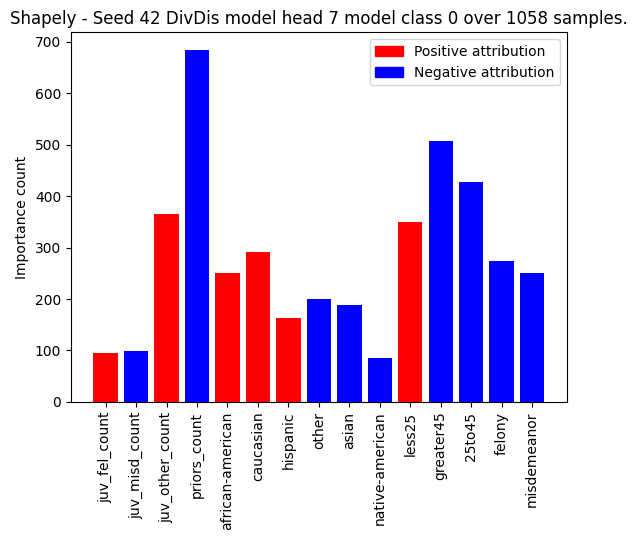 Shapely - Seed 42 DivDis model head 7 model class 0 over 1058 samples.
Positive attribution
Negative attribution
Importance count
700
600
500
400
300
200
100
0
juv_fel_count
juv_misd_count
juv_other_count
priors_count
african-american
caucasian
hispanic
other
asian
native-american
less25
greater45
25to45
felony
misdemeanor